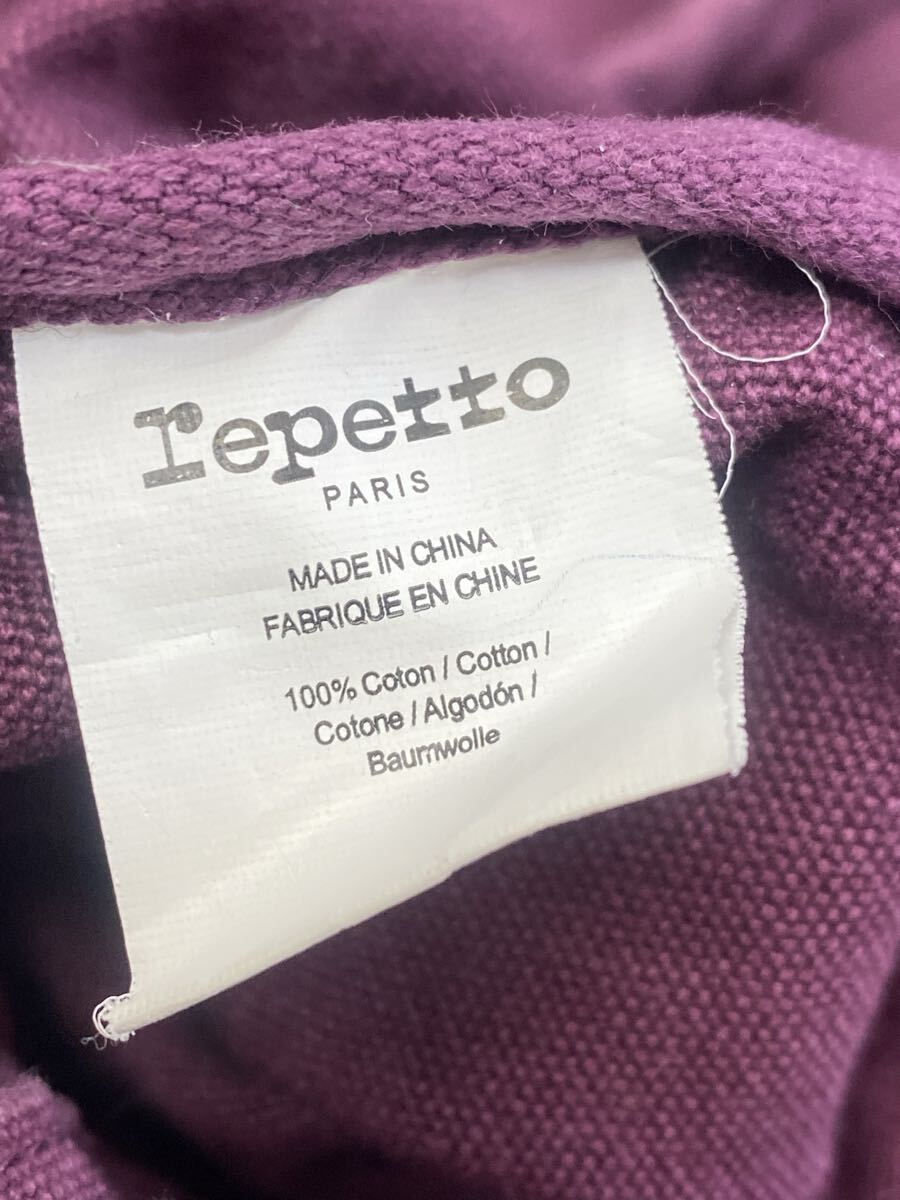 repetto
PARIS
MADE IN CHINA
FABRIQUE EN CHINE
100% Coton / Cotton /
Cotone / Algodón /
Baumwolle